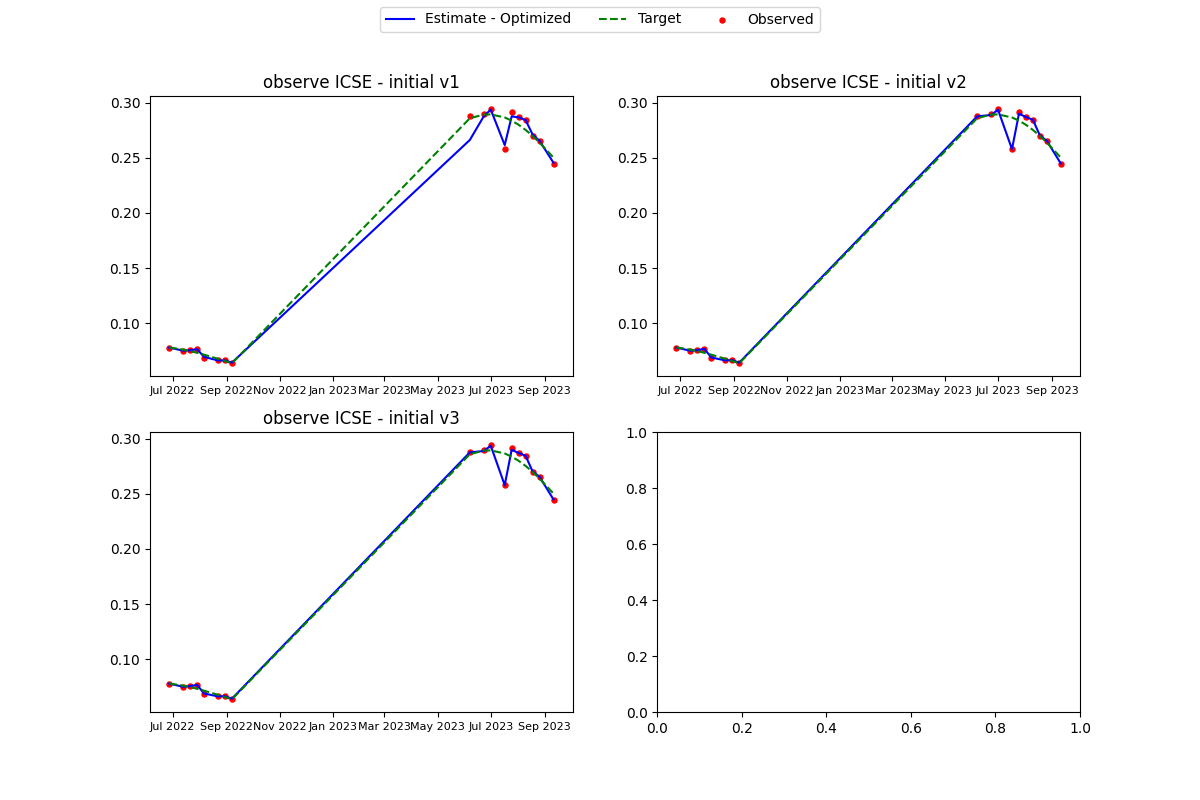 Estimate - Optimized Target Observed
observe ICSE - initial v1
0.30
0.25
0.20
0.15
0.10
Jul 2022 Sep 2022 Nov 2022 Jan 2023 Mar 2023 May 2023 Jul 2023 Sep 2023
observe ICSE - initial v2
0.30
0.25
0.20
0.15
0.10
Jul 2022 Sep 2022 Nov 2022 Jan 2023 Mar 2023 May 2023 Jul 2023 Sep 2023
observe ICSE - initial v3
0.30
0.25
0.20
0.15
0.10
Jul 2022 Sep 2022 Nov 2022 Jan 2023 Mar 2023 May 2023 Jul 2023 Sep 2023
1.0
0.8
0.6
0.4
0.2
0.0
0.0 0.2 0.4 0.6 0.8 1.0